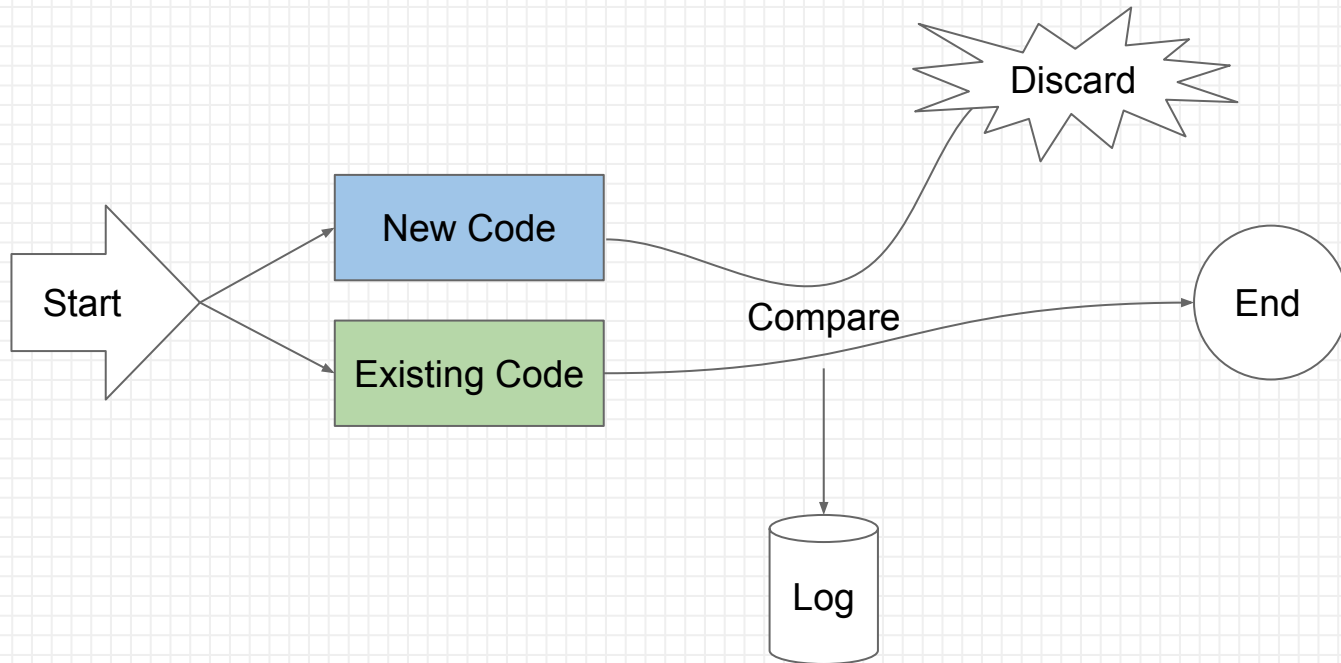 Discard
New Code
Start
Compare
End
Existing Code
Log